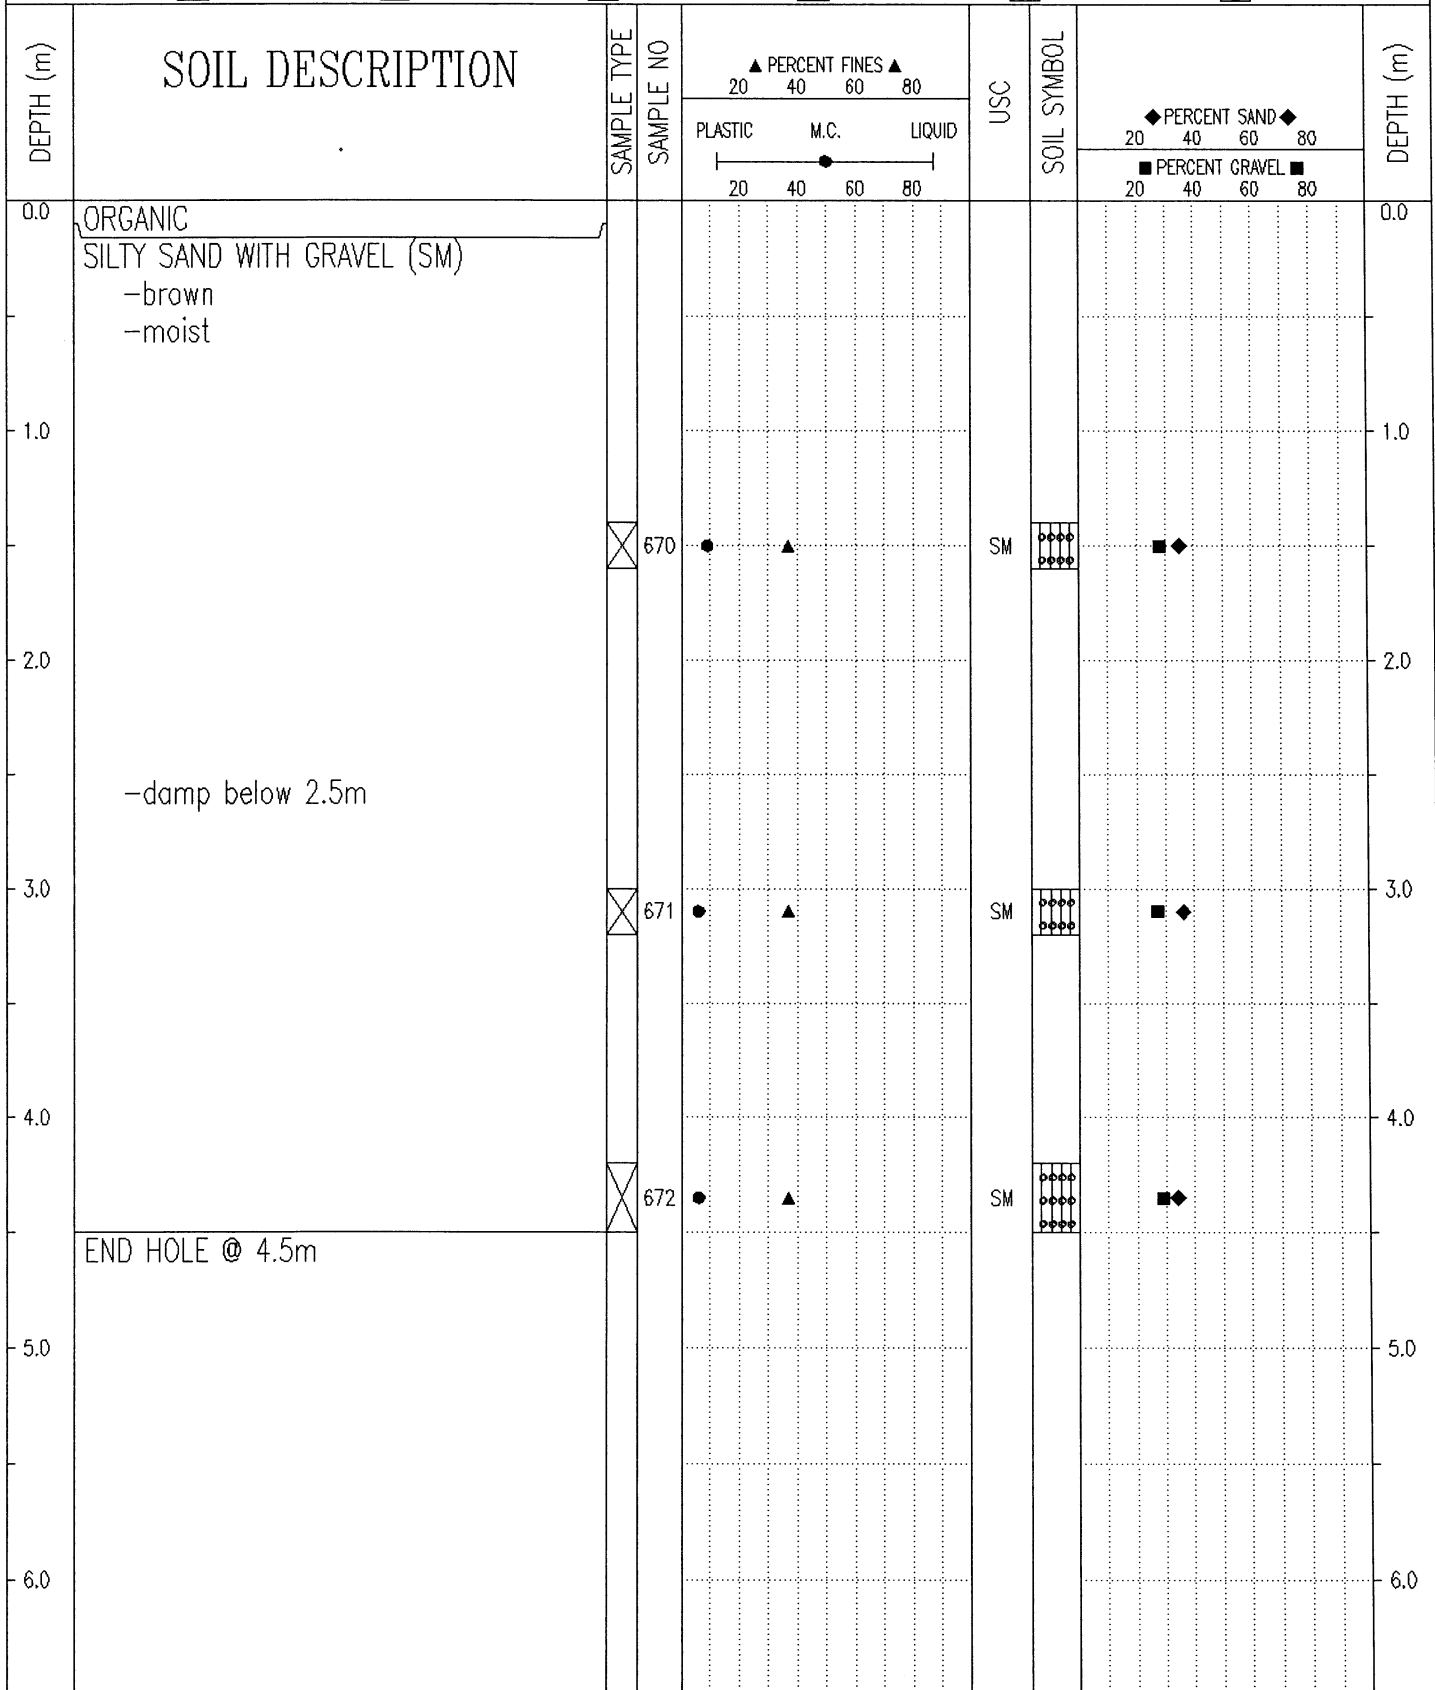 DEPTH (m)
SOIL DESCRIPTION
SAMPLE TYPE
SAMPLE NO
▲ PERCENT FINES ▲
20 40 60 80
PLASTIC M.C. LIQUID
20 40 60 80
USC
SOIL SYMBOL
◆ PERCENT SAND ◆
20 40 60 80
■ PERCENT GRAVEL ■
20 40 60 80
DEPTH (m)
0.0 0.0
ORGANIC
SILTY SAND WITH GRAVEL (SM)
-brown
-moist
1.0 1.0
670 SM
2.0 2.0
-damp below 2.5m
3.0 3.0
671 SM
4.0 4.0
672 SM
END HOLE @ 4.5m
5.0 5.0
6.0 6.0